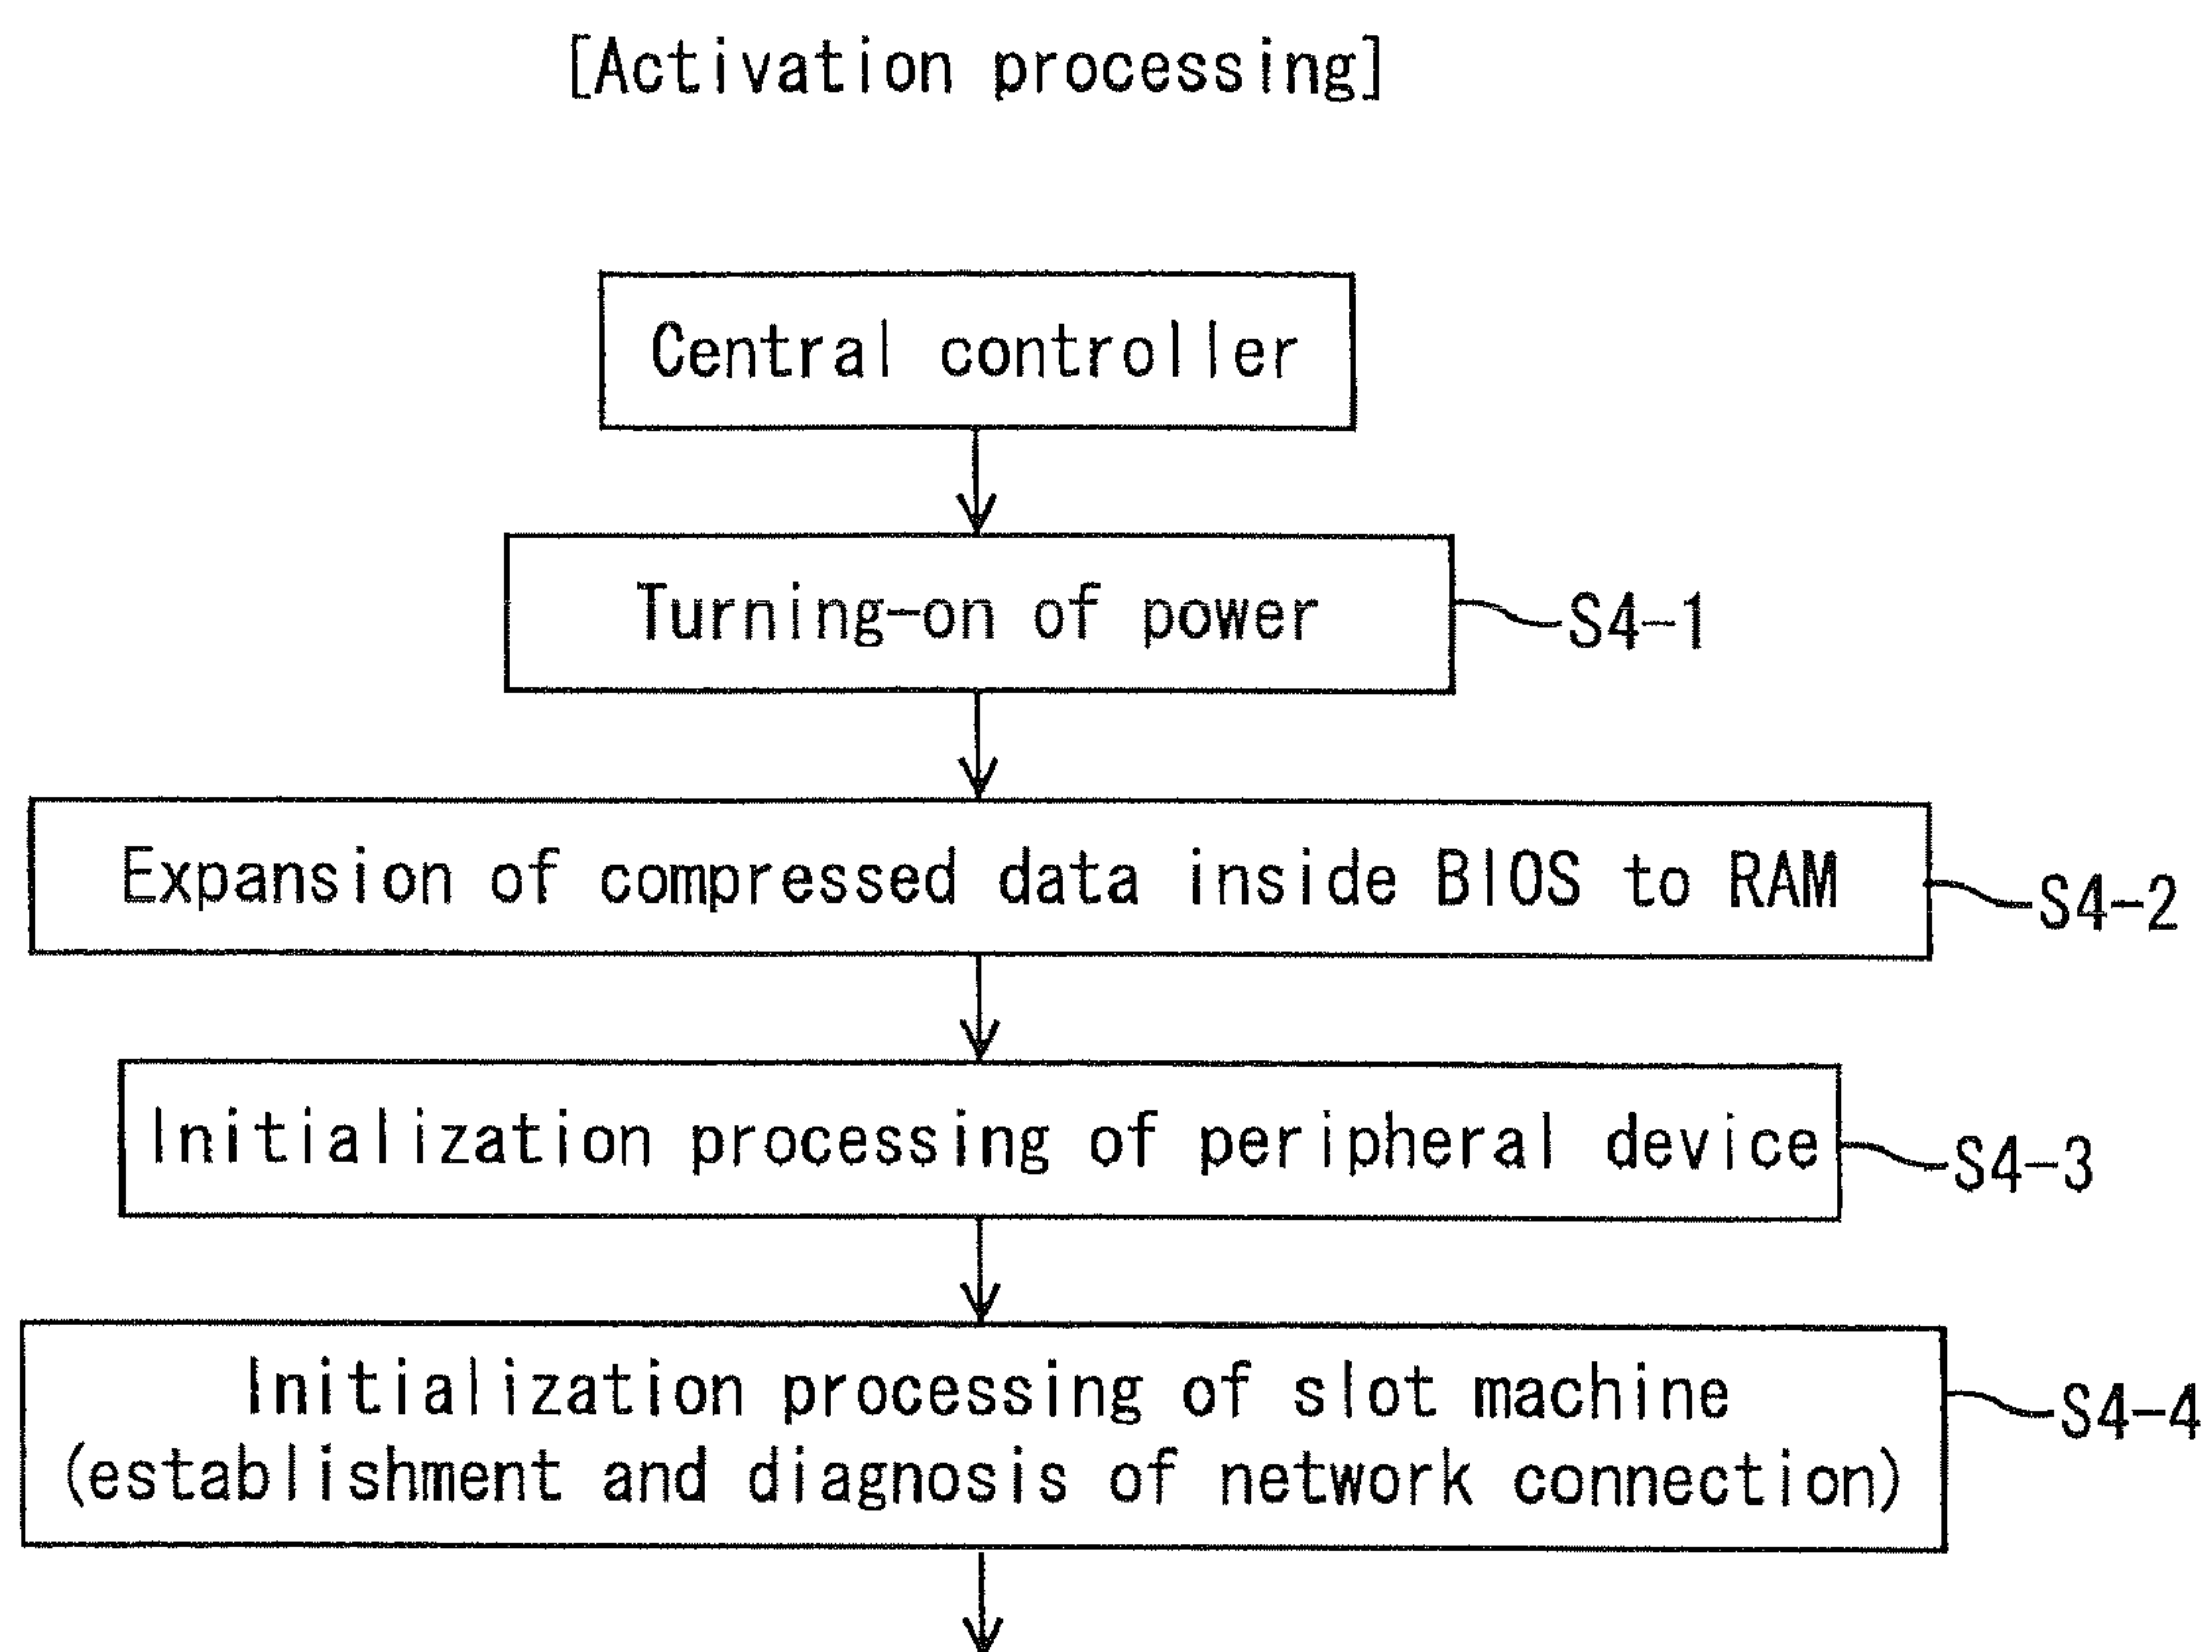 [Activation processing]
Central controller
Turning-on of power
S4-1
Expansion of compressed data inside BIOS to RAM
S4-2
Initialization processing of peripheral device
S4-3
Initialization processing of slot machine
(establishment and diagnosis of network connection)
S4-4